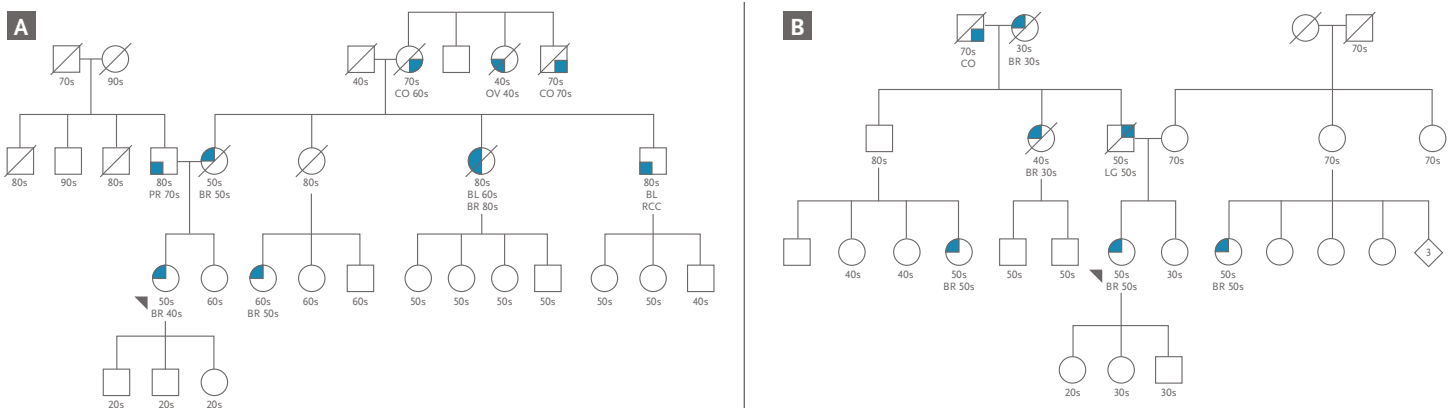 A
70s
90s
40s
70s
CO 60s
40s
OV 40s
70s
CO 70s
80s
90s
80s
80s
PR 70s
50s
BR 50s
80s
80s
BL 60s
BR 80s
80s
BL
RCC
50s
BR 40s
60s
60s
BR 50s
60s
60s
50s
50s
50s
50s
50s
50s
40s
20s
20s
20s
B
70s
CO
30s
BR 30s
70s
80s
40s
BR 30s
50s
LG 50s
70s
70s
70s
40s
40s
50s
BR 50s
50s
50s
50s
BR 50s
30s
50s
BR 50s
3
20s
30s
30s